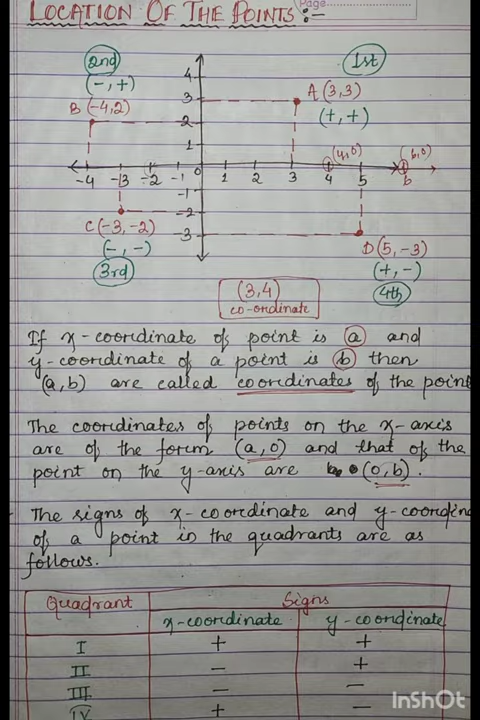 Page
LOCATION OF THE POINTS :-
2nd
1st
(-, +)
A (3,3)
B (-4,2)
(+, +)
4
3
2
1
(4,0)
(6,0)
-4 -3 -2 -1 0 1 2 3 4 5 6
-1
-2
-3
C (-3, -2)
(-, -)
3rd
D (5, -3)
(+, -)
4th
(3,4)
co-ordinate
If x-coordinate of point is a and
y-coordinate of a point is b then
(a,b) are called coordinates of the point
The coordinates of points on the x-axis
are of the form (a,0) and that of the
point on the y-axis are (0,b).
The signs of x-coordinate and y-coordin
of a point in the quadrants are as
follows.
Quadrant Signs
x-coordinate y-coordinate
I + +
II - +
III - -
IV + -
InShOt